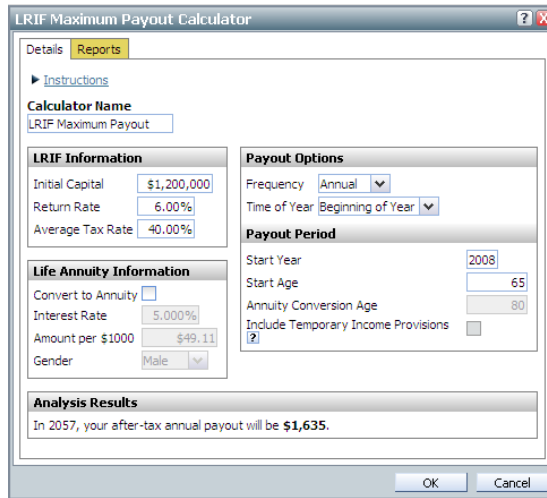 LRIF Maximum Payout Calculator ? X
Details Reports
Instructions
Calculator Name
LRIF Maximum Payout
LRIF Information
Initial Capital $1,200,000
Return Rate 6.00%
Average Tax Rate 40.00%
Life Annuity Information
Convert to Annuity
Interest Rate 5.000%
Amount per $1000 $49.11
Gender Male
Payout Options
Frequency Annual
Time of Year Beginning of Year
Payout Period
Start Year 2008
Start Age 65
Annuity Conversion Age 80
Include Temporary Income Provisions
?
Analysis Results
In 2057, your after-tax annual payout will be $1,635.
OK Cancel